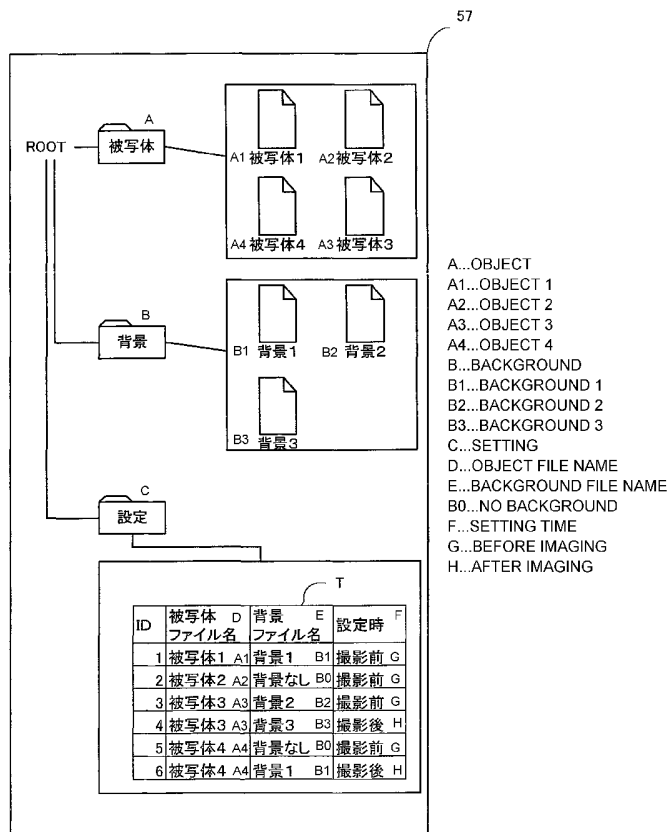 57
A
ROOT 被写体
A1 被写体1 A2 被写体2
A4 被写体4 A3 被写体3
B
背景
B1 背景1 B2 背景2
B3 背景3
C
設定
T
ID 被写体 D ファイル名 背景 E ファイル名 設定時 F
1 被写体1 A1 背景1 B1 撮影前 G
2 被写体2 A2 背景なし B0 撮影前 G
3 被写体3 A3 背景2 B2 撮影前 G
4 被写体3 A3 背景3 B3 撮影後 H
5 被写体4 A4 背景なし B0 撮影前 G
6 被写体4 A4 背景1 B1 撮影後 H
A...OBJECT
A1...OBJECT 1
A2...OBJECT 2
A3...OBJECT 3
A4...OBJECT 4
B...BACKGROUND
B1...BACKGROUND 1
B2...BACKGROUND 2
B3...BACKGROUND 3
C...SETTING
D...OBJECT FILE NAME
E...BACKGROUND FILE NAME
B0...NO BACKGROUND
F...SETTING TIME
G...BEFORE IMAGING
H...AFTER IMAGING